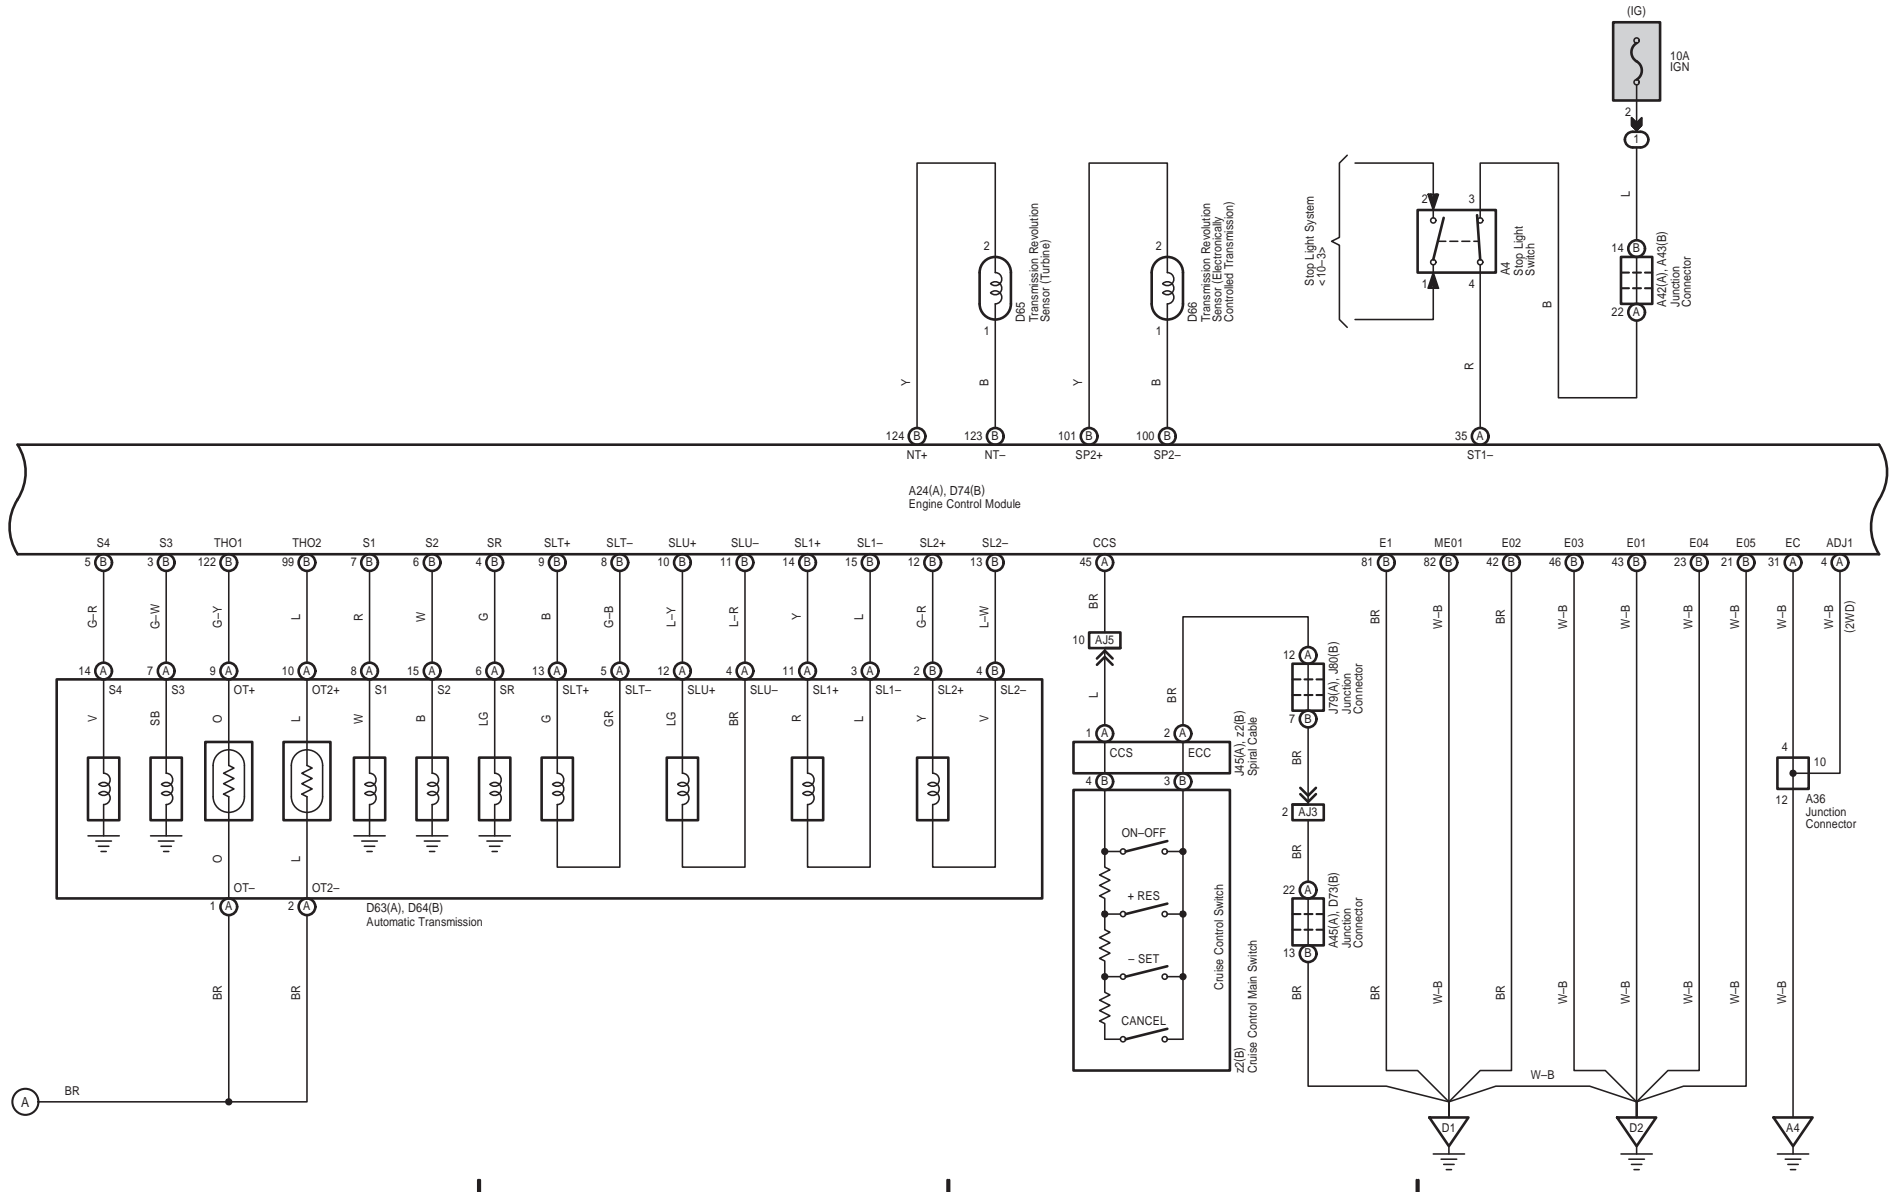 (IG)
10A
IGN
2
1
L
14 B
A42(A), A43(B)
Junction
Connector
22 A
Stop Light System
<10–3>
2 3
1 4
A4
Stop Light
Switch
B
R
2
D65
Transmission Revolution
Sensor (Turbine)
1
2
D66
Transmission Revolution
Sensor (Electronically
Controlled Transmission)
1
Y B Y B
124 B 123 B 101 B 100 B 35 A
NT+ NT– SP2+ SP2– ST1–
A24(A), D74(B)
Engine Control Module
S4 S3 THO1 THO2 S1 S2 SR SLT+ SLT– SLU+ SLU– SL1+ SL1– SL2+ SL2– CCS E1 ME01 E02 E03 E01 E04 E05 EC ADJ1
5 B 3 B 122 B 99 B 7 B 6 B 4 B 9 B 8 B 10 B 11 B 14 B 15 B 12 B 13 B 45 A 81 B 82 B 42 B 46 B 43 B 23 B 21 B 31 A 4 A
G–R G–W G–Y L R W G B G–B L–Y L–R Y L G–R L–W BR BR W–B BR W–B W–B W–B W–B W–B W–B (2WD)
14 A 7 A 9 A 10 A 8 A 15 A 6 A 13 A 5 A 12 A 4 A 11 A 3 A 2 B 4 B
S4 S3 OT+ OT2+ S1 S2 SR SLT+ SLT– SLU+ SLU– SL1+ SL1– SL2+ SL2–
V SB O L W B LG G GR LG BR R L Y V
O L
OT– OT2–
1 A 2 A
D63(A), D64(B)
Automatic Transmission
BR BR
A BR
10 AJ5
L BR
1 A 2 A
CCS ECC
J45(A), z2(B)
Spiral Cable
4 B 3 B
ON–OFF
+ RES
– SET
CANCEL
Cruise Control Switch
z2(B)
Cruise Control Main Switch
12 A
J79(A), J80(B)
Junction
Connector
7 B
BR
2 AJ3
BR
22 A
A45(A), D73(B)
Junction
Connector
13 B
BR BR W–B BR W–B W–B W–B W–B W–B
4
10
12
A36
Junction
Connector
W–B
D1 D2 A4